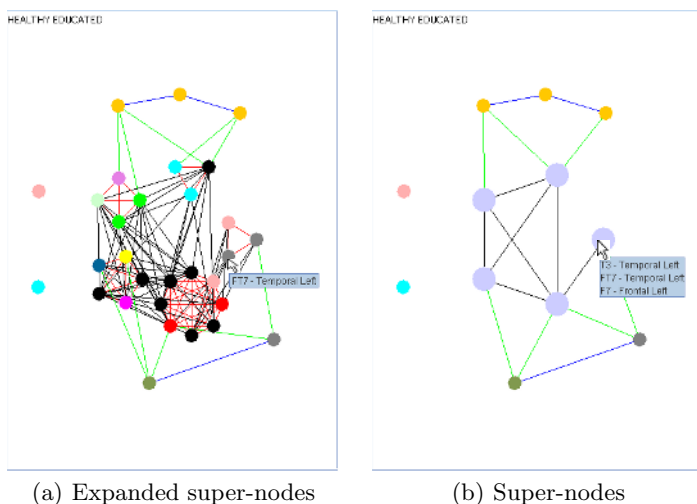 HEALTHY EDUCATED
HEALTHY EDUCATED
FT7 - Temporal Left
T3 - Temporal Left
FT7 - Temporal Left
F7 - Frontal Left
(a) Expanded super-nodes
(b) Super-nodes